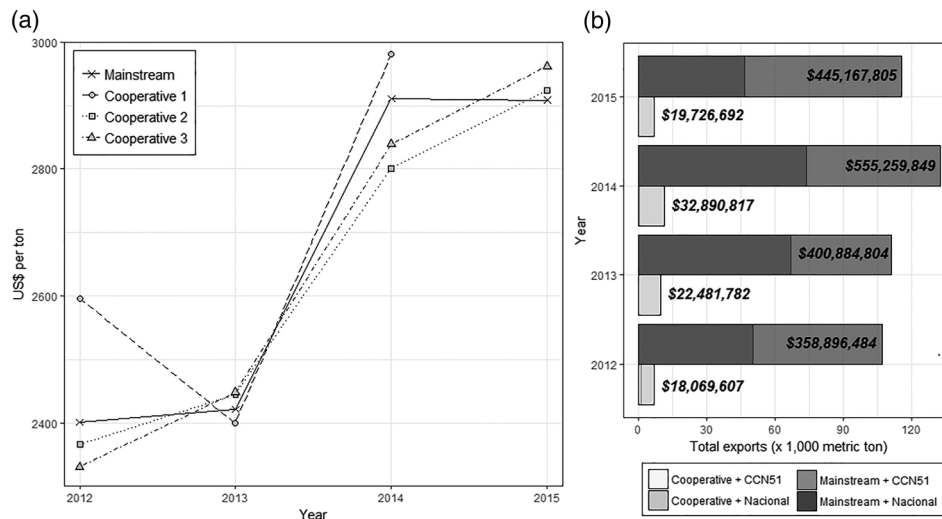 (a)
3000
2800
2600
2400
US$ per ton
Mainstream
Cooperative 1
Cooperative 2
Cooperative 3
2012
2013
2014
2015
Year
(b)
Year
2015
2014
2013
2012
$445,167,805
$19,726,692
$555,259,849
$32,890,817
$400,884,804
$22,481,782
$358,896,484
$18,069,607
0
30
60
90
120
Total exports (x 1,000 metric ton)
Cooperative + CCN51
Mainstream + CCN51
Cooperative + Nacional
Mainstream + Nacional